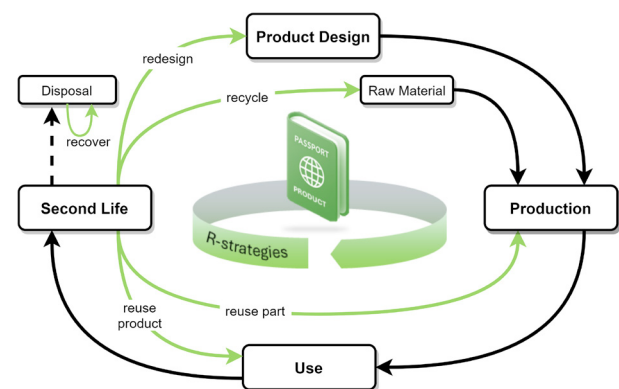 Product Design
redesign
Disposal
recycle
Raw Material
recover
PASSPORT
PRODUCT
Second Life
Production
R-strategies
reuse
product
reuse part
Use